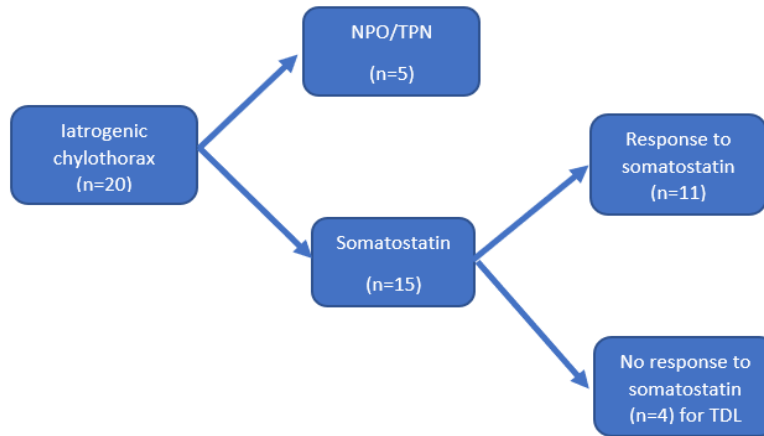 NPO/TPN
(n=5)
Iatrogenic
chylothorax
(n=20)
Response to
somatostatin
(n=11)
Somatostatin
(n=15)
No response to
somatostatin
(n=4) for TDL